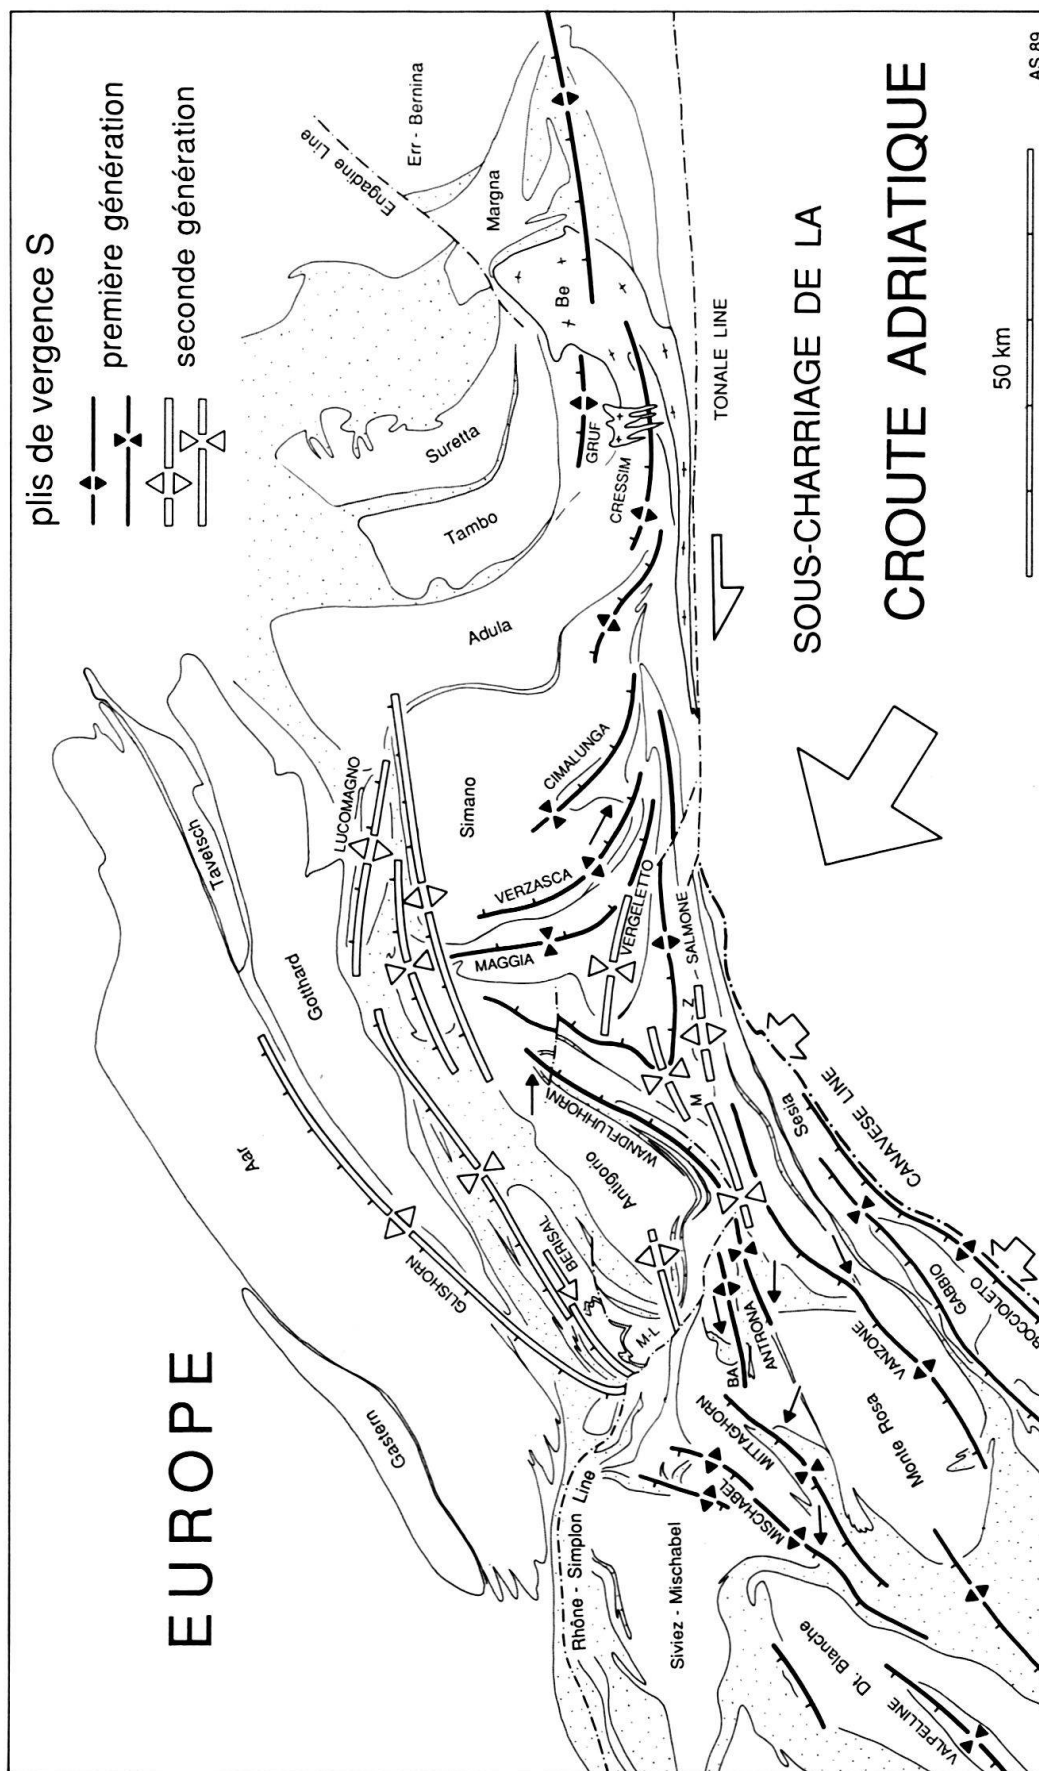 plis de vergence S
première génération
seconde génération
EUROPE
Engadine Line
Err - Bernina
Margna
Be
Suretta
Tambo
Adula
GRUF
CRESSIM
TONALE LINE
SOUS-CHARRIAGE DE LA
CROUTE ADRIATIQUE
50 km
AS 89
Tavetsch
Gotthard
Aar
Gastern
LUCOMAGNO
Simano
CIMALUNGA
VERZASCA
MAGGIA
VERGELETTO
SALMONE
Z
M
WANDFLUHHORN
Antigorio
BERISAL
GLISHORN
M-L
Rhône - Simplon Line
Siviez - Mischabel
BA
ANTRONA
MITTAGHORN
MISCHABEL
Monte Rosa
VANZONE
Sesia
CANAVESE LINE
GABBIO
BOCCIOLETO
Dt. Blanche
VALPELLINE